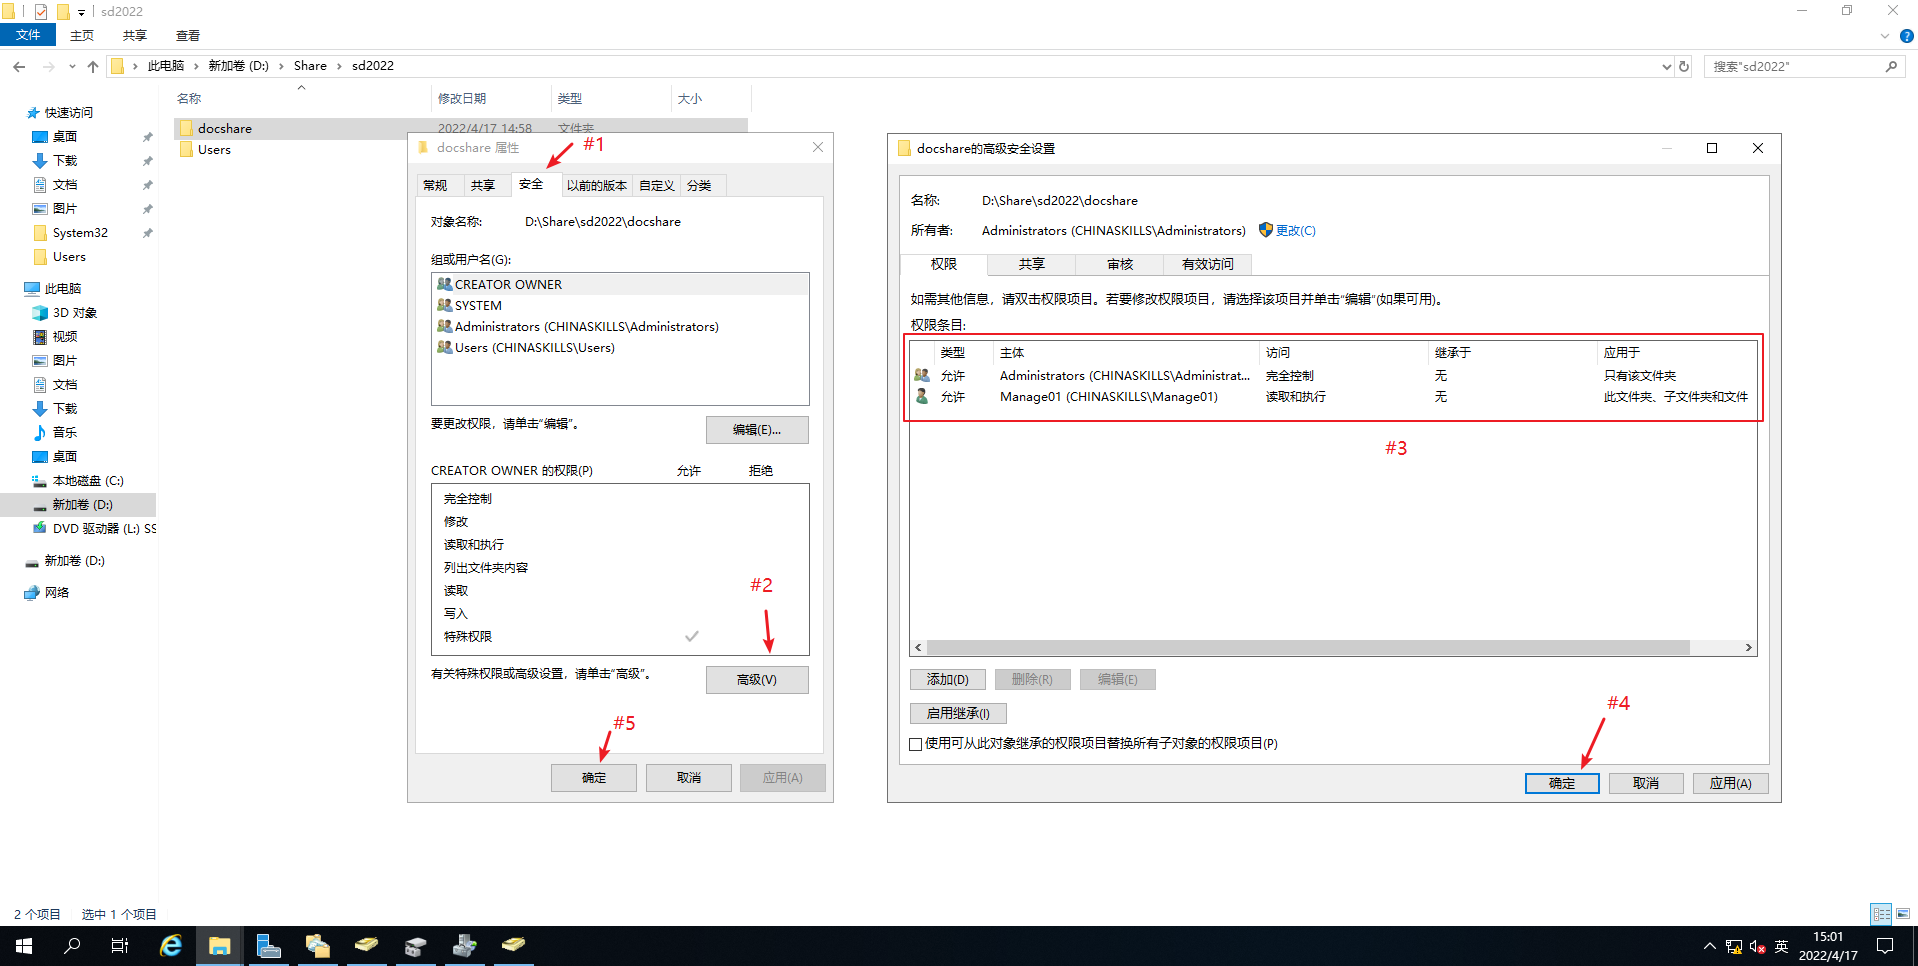 sd2022
文件 主页 共享 查看
此电脑 › 新加卷 (D:) › Share › sd2022
搜索"sd2022"
名称 修改日期 类型 大小
docshare 2022/4/17 14:58 文件夹
Users
快速访问
桌面
下载
文档
图片
System32
Users
此电脑
3D 对象
视频
图片
文档
下载
音乐
桌面
本地磁盘 (C:)
新加卷 (D:)
DVD 驱动器 (L:) SS
新加卷 (D:)
网络
2 个项目 选中 1 个项目
docshare 属性
#1
常规 共享 安全 以前的版本 自定义 分类
对象名称: D:\Share\sd2022\docshare
组或用户名(G):
CREATOR OWNER
SYSTEM
Administrators (CHINASKILLS\Administrators)
Users (CHINASKILLS\Users)
要更改权限，请单击“编辑”。
编辑(E)...
CREATOR OWNER 的权限(P) 允许 拒绝
完全控制
修改
读取和执行
列出文件夹内容
读取
写入
特殊权限
#2
有关特殊权限或高级设置，请单击“高级”。
高级(V)
#5
确定 取消 应用(A)
docshare的高级安全设置
名称: D:\Share\sd2022\docshare
所有者: Administrators (CHINASKILLS\Administrators) 更改(C)
权限 共享 审核 有效访问
如需其他信息，请双击权限项目。若要修改权限项目，请选择该项目并单击“编辑”(如果可用)。
权限条目:
类型 主体 访问 继承于 应用于
允许 Administrators (CHINASKILLS\Administrat... 完全控制 无 只有该文件夹
允许 Manage01 (CHINASKILLS\Manage01) 读取和执行 无 此文件夹、子文件夹和文件
#3
添加(D) 删除(R) 编辑(E)
启用继承(I)
#4
使用可从此对象继承的权限项目替换所有子对象的权限项目(P)
确定 取消 应用(A)
英
15:01
2022/4/17